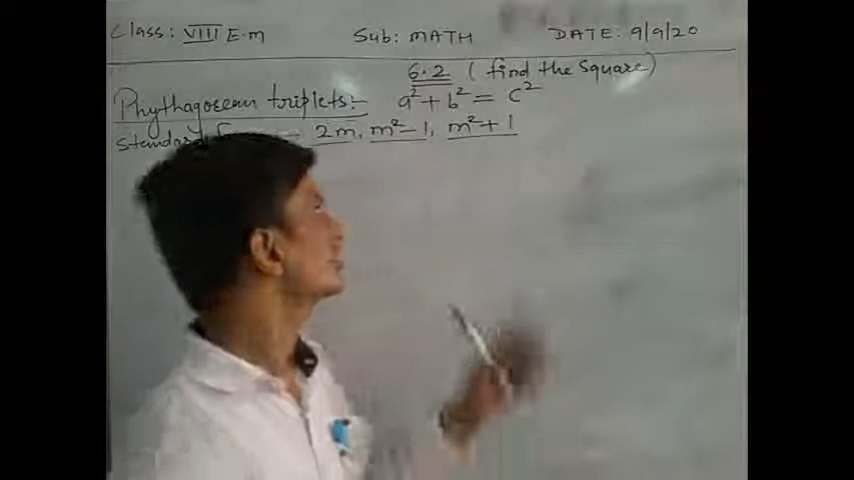 Class: VIII E.m Sub: MATH DATE: 9/9/20
6.2 (find the Square)
Phythagorean triplets:- a²+b² = c²
Standard 2m, m²-1, m²+1